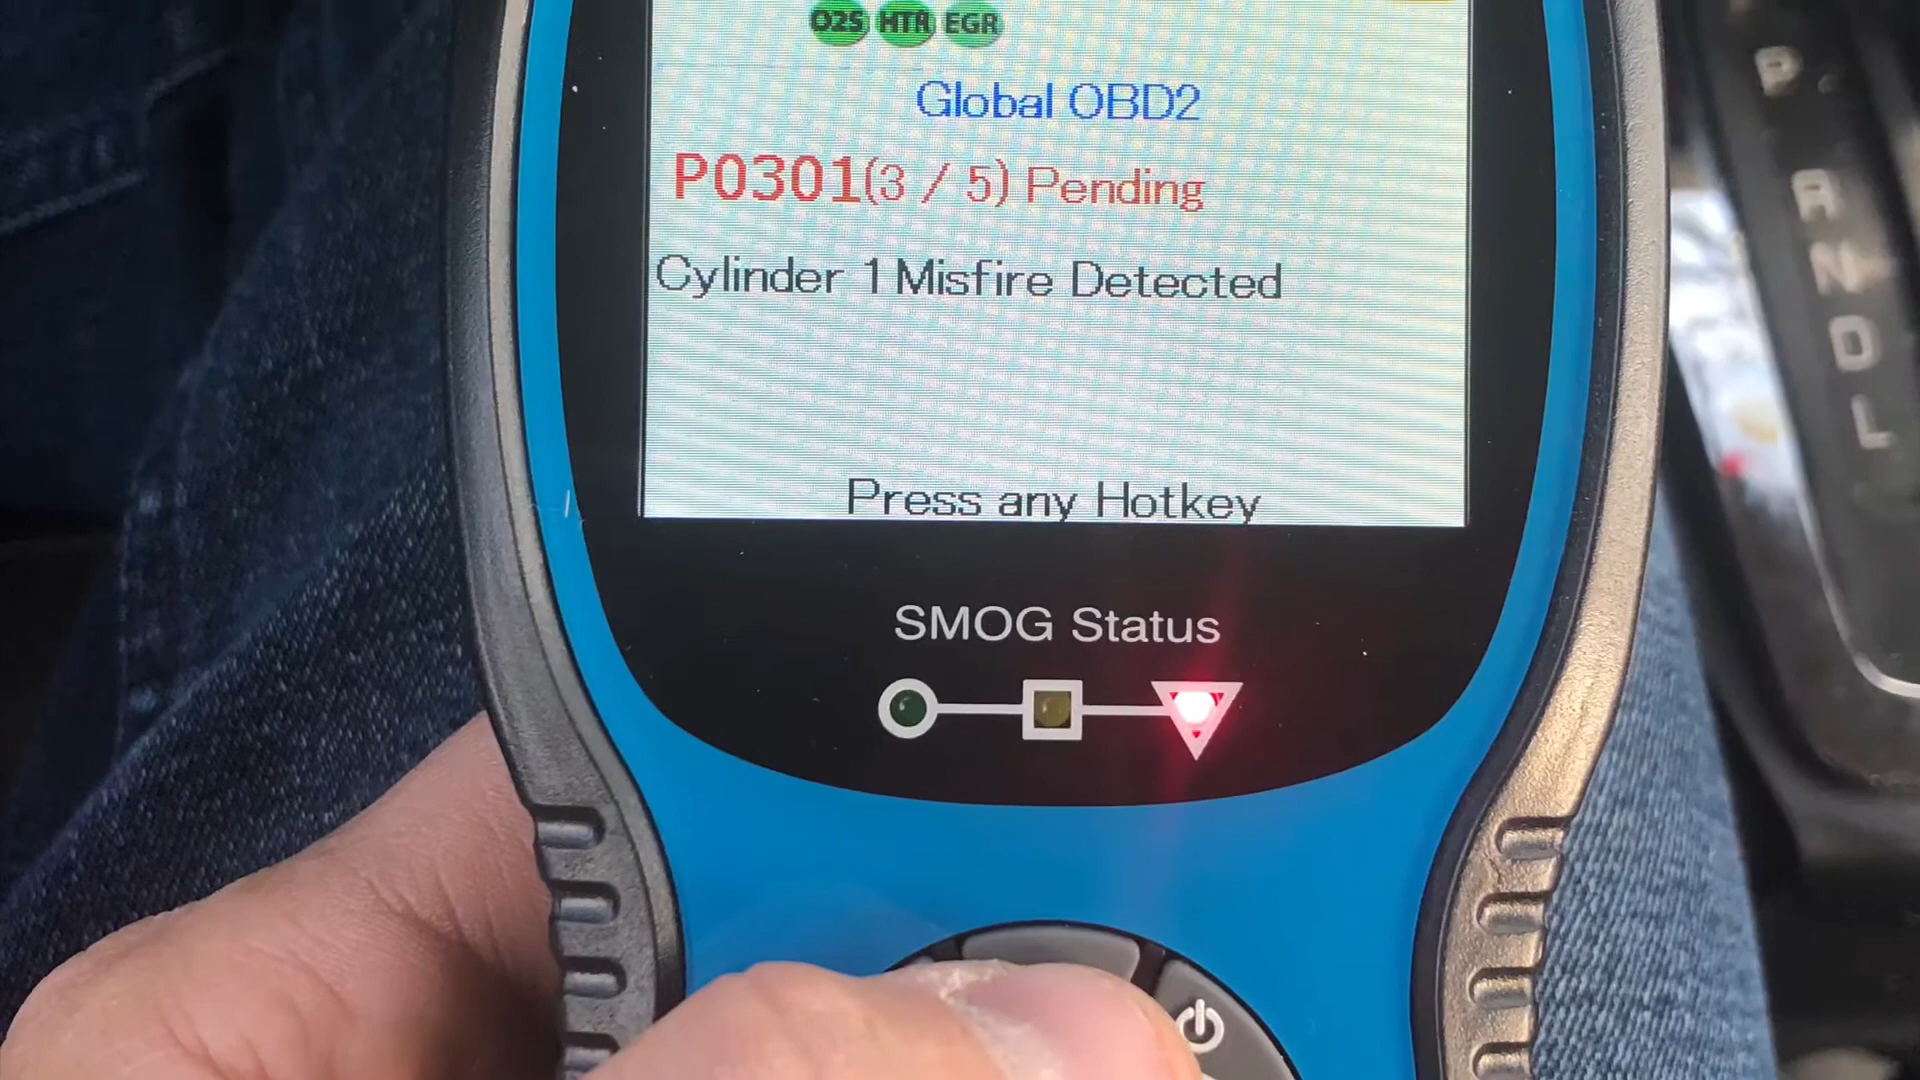 O2S HTR EGR
Global OBD2
P0301(3 / 5) Pending
Cylinder 1 Misfire Detected
Press any Hotkey
SMOG Status
P
R
N
D
L